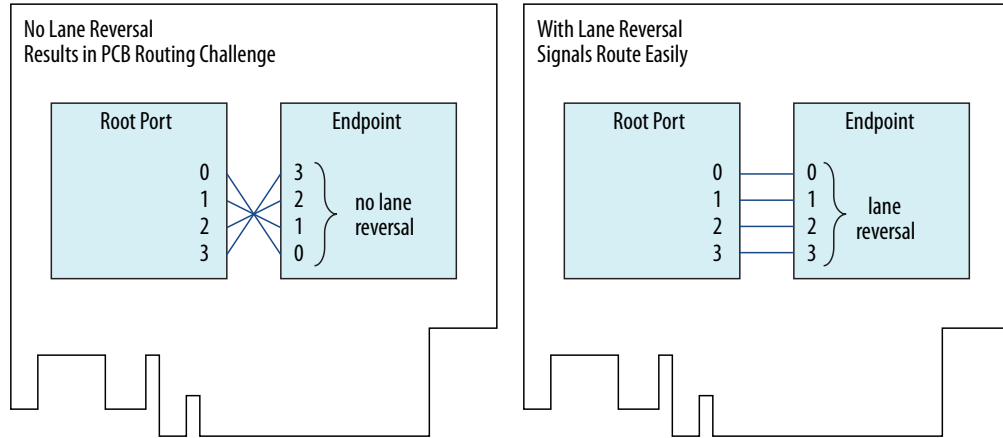 No Lane Reversal
Results in PCB Routing Challenge
Root Port
Endpoint
0
1
2
3
3
2
1
0
no lane
reversal
With Lane Reversal
Signals Route Easily
Root Port
Endpoint
0
1
2
3
0
1
2
3
lane
reversal